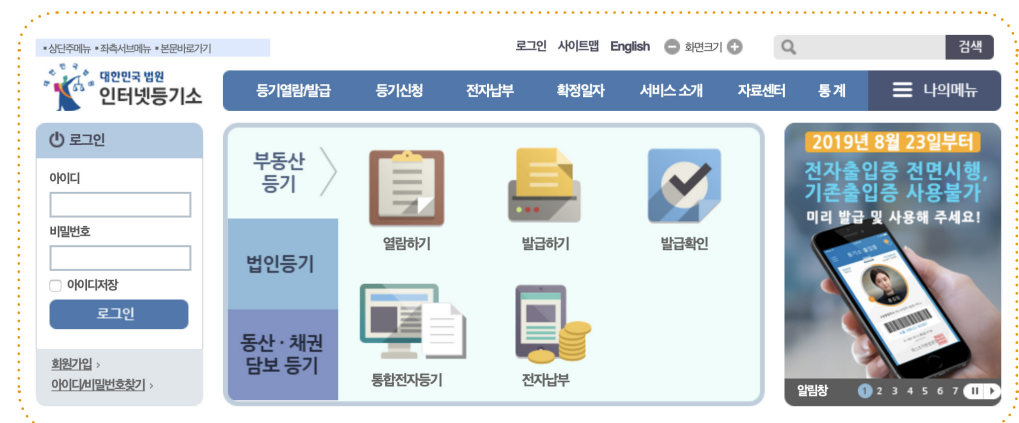 •상단주메뉴 •좌측서브메뉴 •본문바로가기
로그인 사이트맵 English 화면크기
검색
대한민국 법원
인터넷등기소
등기열람/발급 등기신청 전자납부 확정일자 서비스 소개 자료센터 통 계 나의메뉴
로그인
아이디
비밀번호
아이디저장
로그인
회원가입 ›
아이디/비밀번호찾기 ›
부동산
등기
법인등기
동산 · 채권
담보 등기
열람하기 발급하기 발급확인
통합전자등기 전자납부
2019년 8월 23일부터
전자출입증 전면시행,
기존출입증 사용불가
미리 발급 및 사용해 주세요!
알림창 1 2 3 4 5 6 7